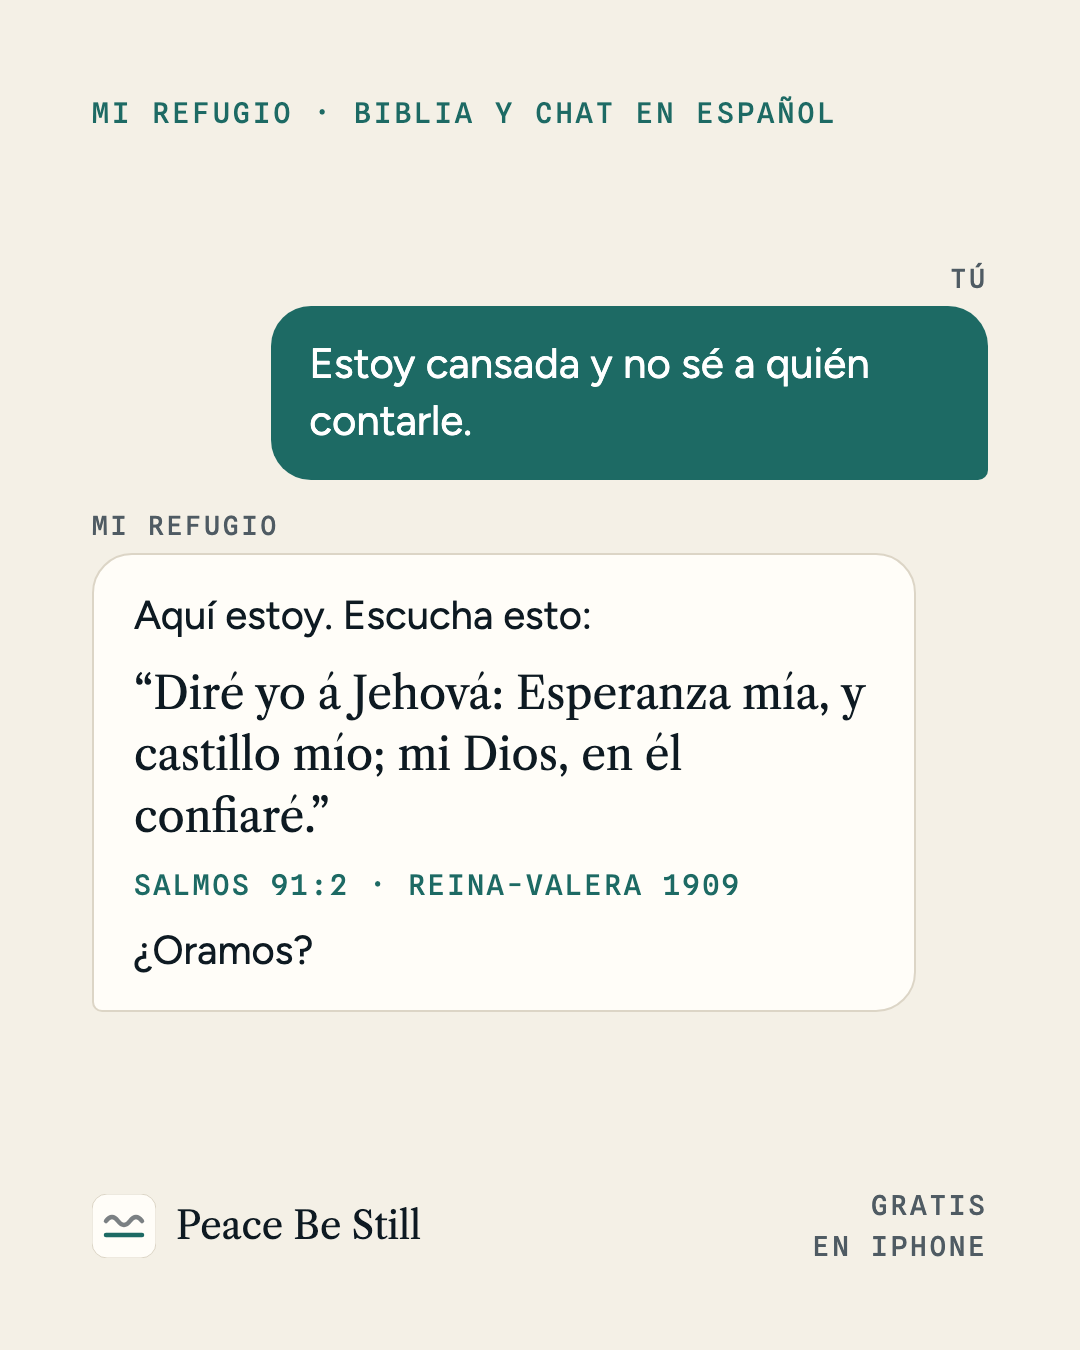 MI REFUGIO · BIBLIA Y CHAT EN ESPAÑOL
TÚ
Estoy cansada y no sé a quién
contarle.
MI REFUGIO
Aquí estoy. Escucha esto:
“Diré yo á Jehová: Esperanza mía, y
castillo mío; mi Dios, en él
confiaré.”
SALMOS 91:2 · REINA-VALERA 1909
¿Oramos?
Peace Be Still
GRATIS
EN IPHONE